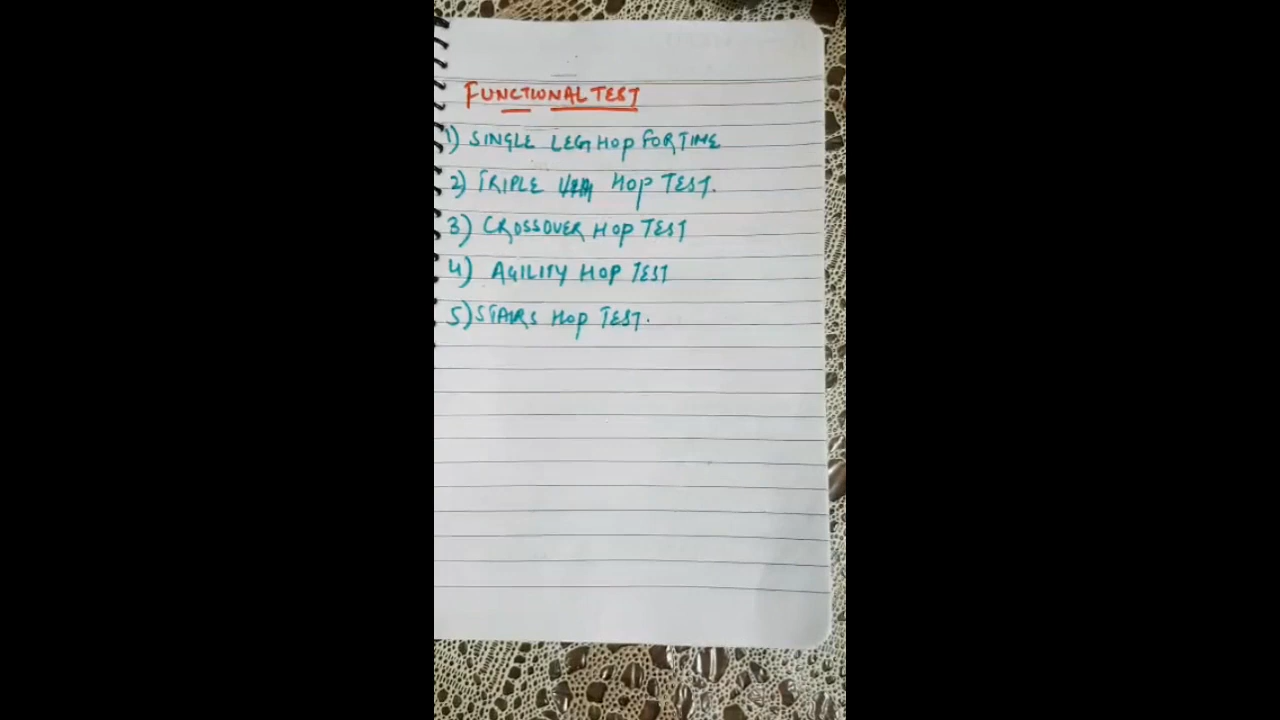 FUNCTIONAL TEST
1) SINGLE LEG HOP FOR TIME
2) TRIPLE HOP TEST.
3) CROSSOVER HOP TEST
4) AGILITY HOP TEST
5) STAIRS HOP TEST.